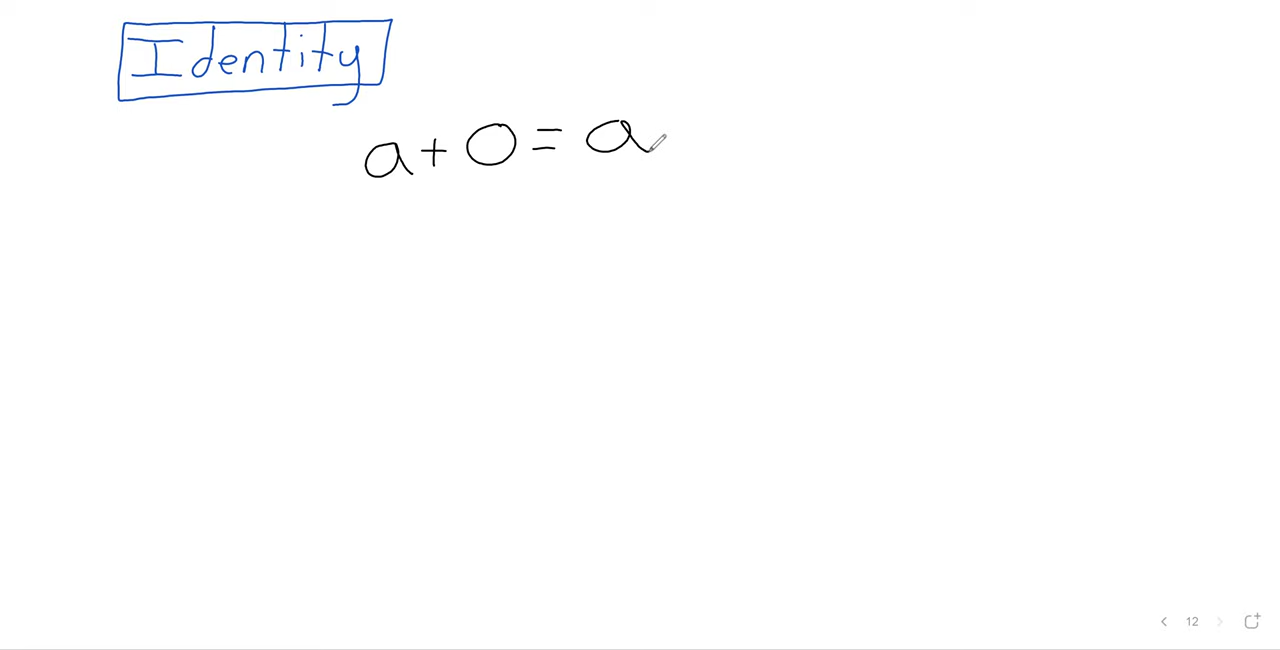 Identity
a + 0 = a
12